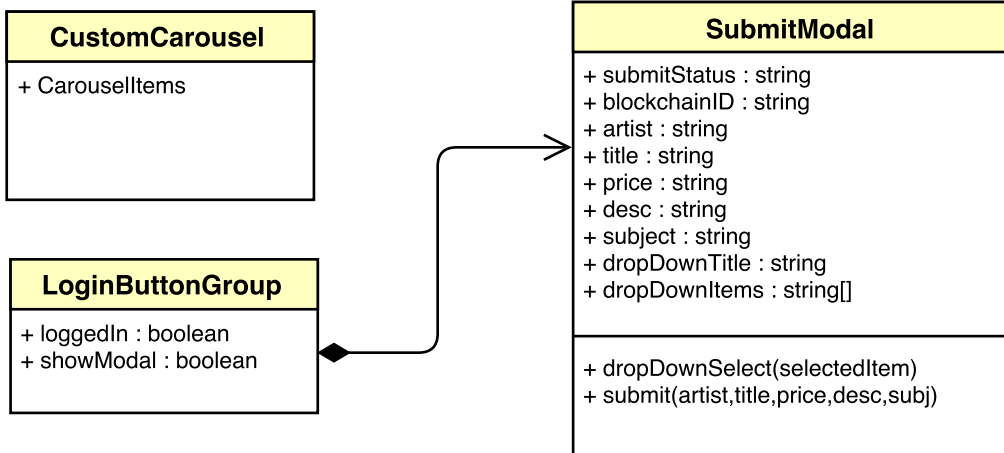 CustomCarousel
+ CarouselItems
LoginButtonGroup
+ loggedIn : boolean
+ showModal : boolean
SubmitModal
+ submitStatus : string
+ blockchainID : string
+ artist : string
+ title : string
+ price : string
+ desc : string
+ subject : string
+ dropDownTitle : string
+ dropDownItems : string[]
+ dropDownSelect(selectedItem)
+ submit(artist,title,price,desc,subj)